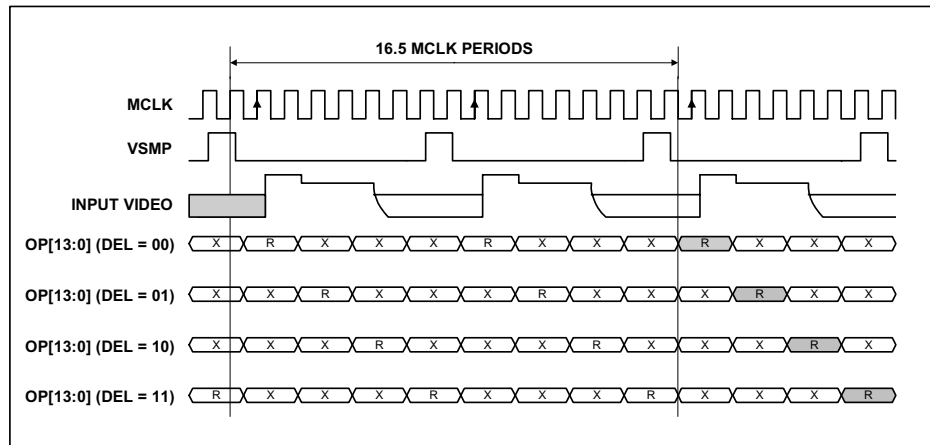 16.5 MCLK PERIODS
MCLK
VSMP
INPUT VIDEO
OP[13:0] (DEL = 00) X R X X X R X X X R X X X
OP[13:0] (DEL = 01) X X R X X X R X X X R X X
OP[13:0] (DEL = 10) X X X R X X X R X X X R X
OP[13:0] (DEL = 11) R X X X R X X X R X X X R